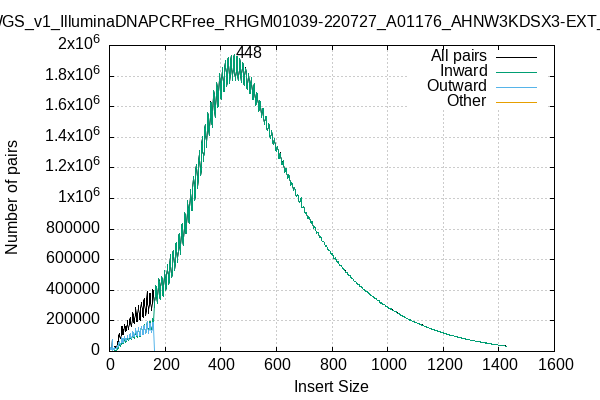 WGS_v1_IlluminaDNAPCRFree_RHGM01039-220727_A01176_AHNW3KDSX3-EXT_
2x10^6
1.8x10^6
1.6x10^6
1.4x10^6
1.2x10^6
1x10^6
800000
600000
400000
200000
0
Number of pairs
448
All pairs
Inward
Outward
Other
0 200 400 600 800 1000 1200 1400 1600
Insert Size